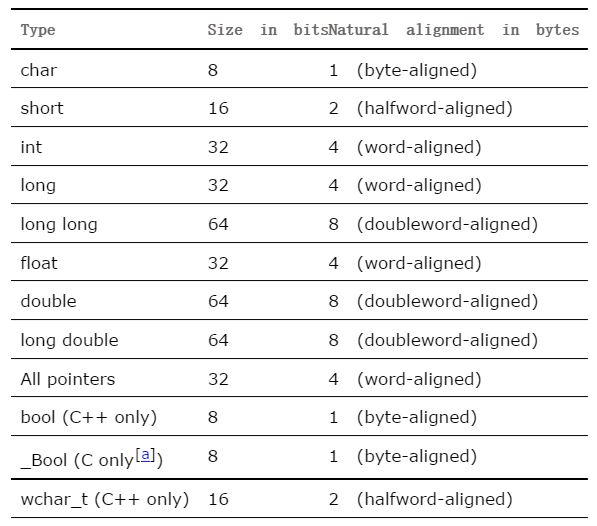 Type Size in bitsNatural alignment in bytes
char 8 1 (byte-aligned)
short 16 2 (halfword-aligned)
int 32 4 (word-aligned)
long 32 4 (word-aligned)
long long 64 8 (doubleword-aligned)
float 32 4 (word-aligned)
double 64 8 (doubleword-aligned)
long double 64 8 (doubleword-aligned)
All pointers 32 4 (word-aligned)
bool (C++ only) 8 1 (byte-aligned)
_Bool (C only[a]) 8 1 (byte-aligned)
wchar_t (C++ only) 16 2 (halfword-aligned)